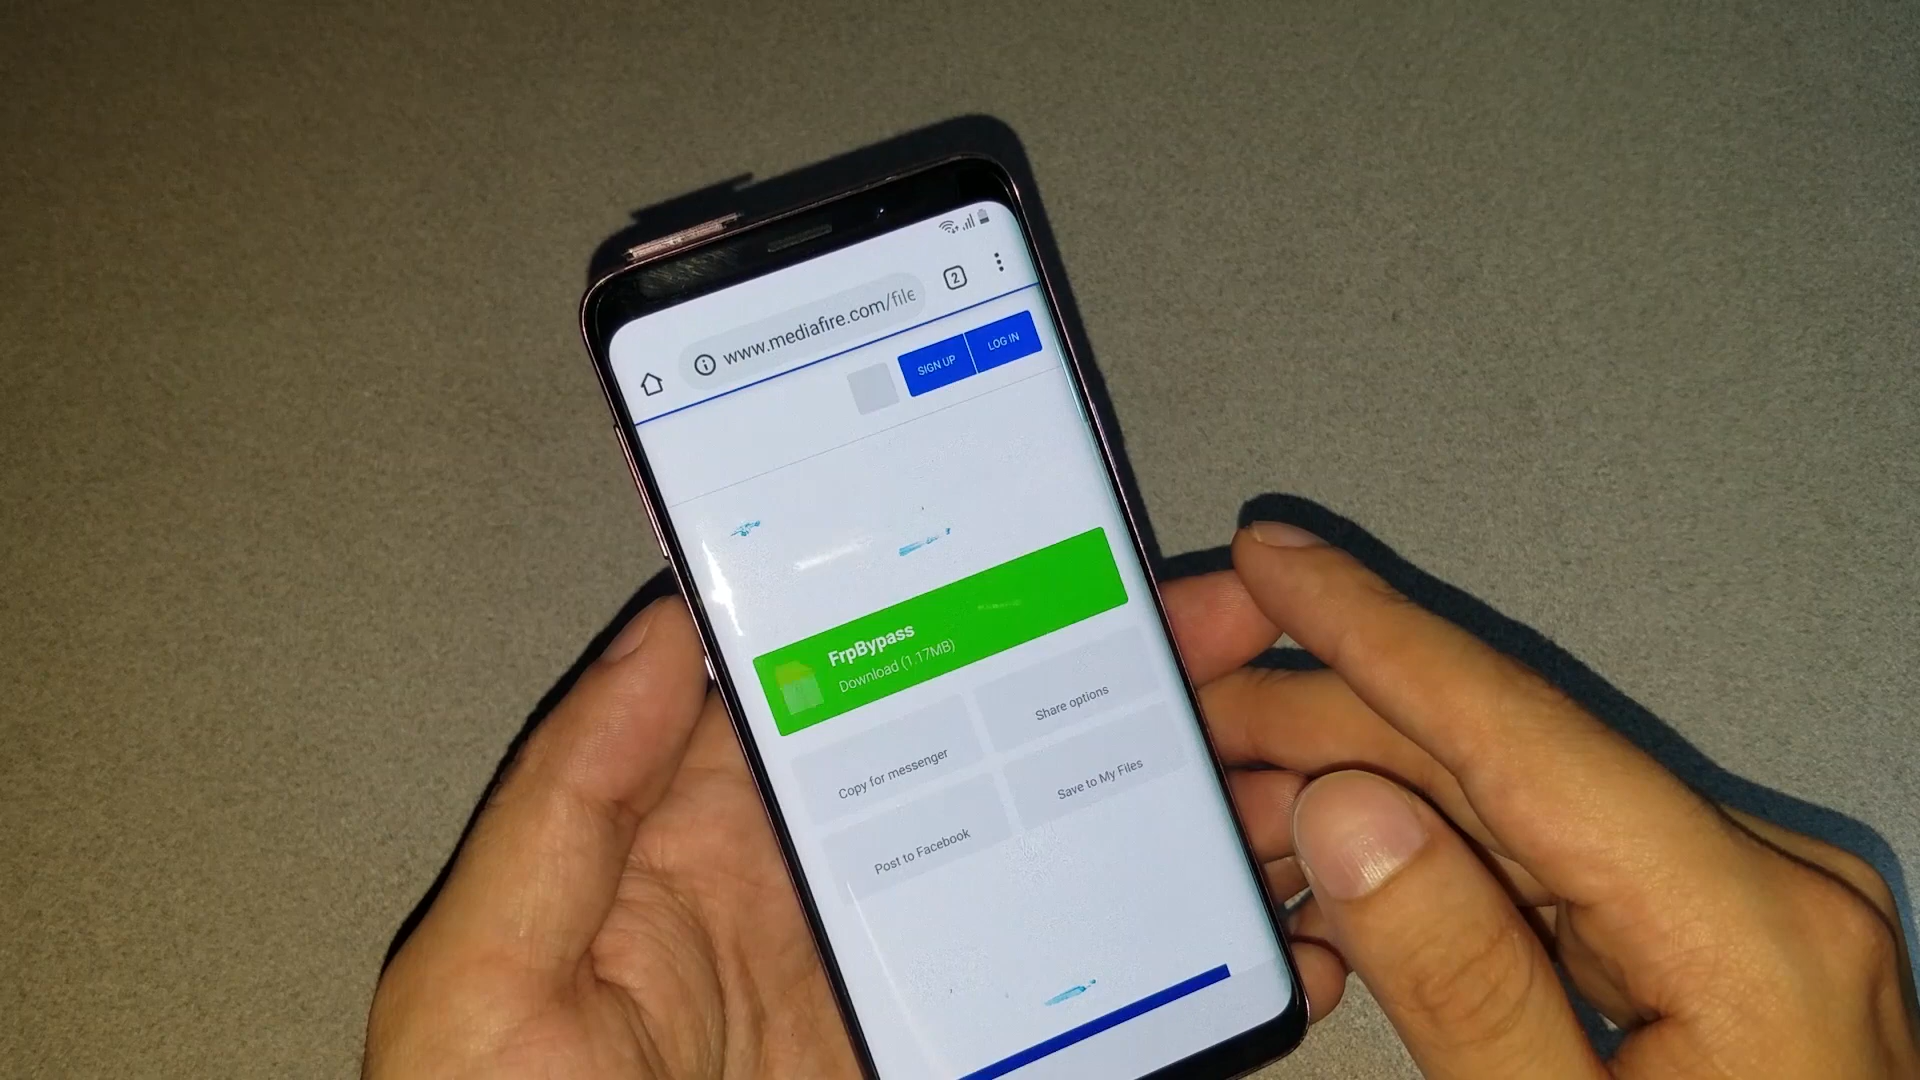 www.mediafire.com/file
2
SIGN UP
LOG IN
FrpBypass
Download (1.17MB)
Copy for messenger
Share options
Post to Facebook
Save to My Files